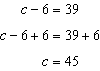 c − 6 = 39
c − 6 + 6 = 39 + 6
c = 45